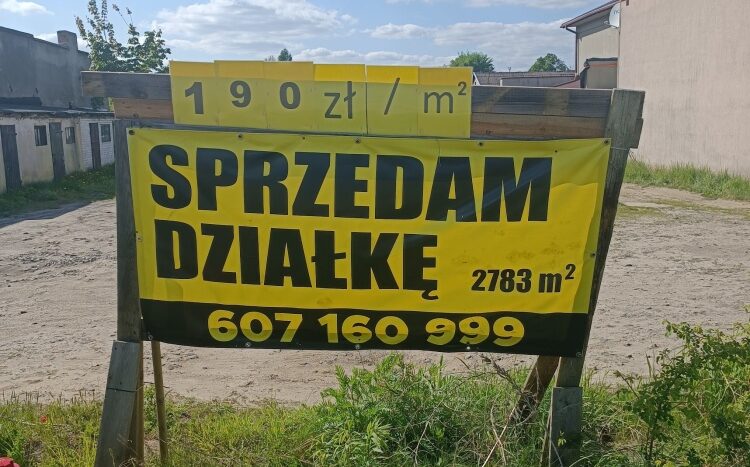 190 zł/m²
SPRZEDAM
DZIAŁKĘ 2783 m²
607 160 999